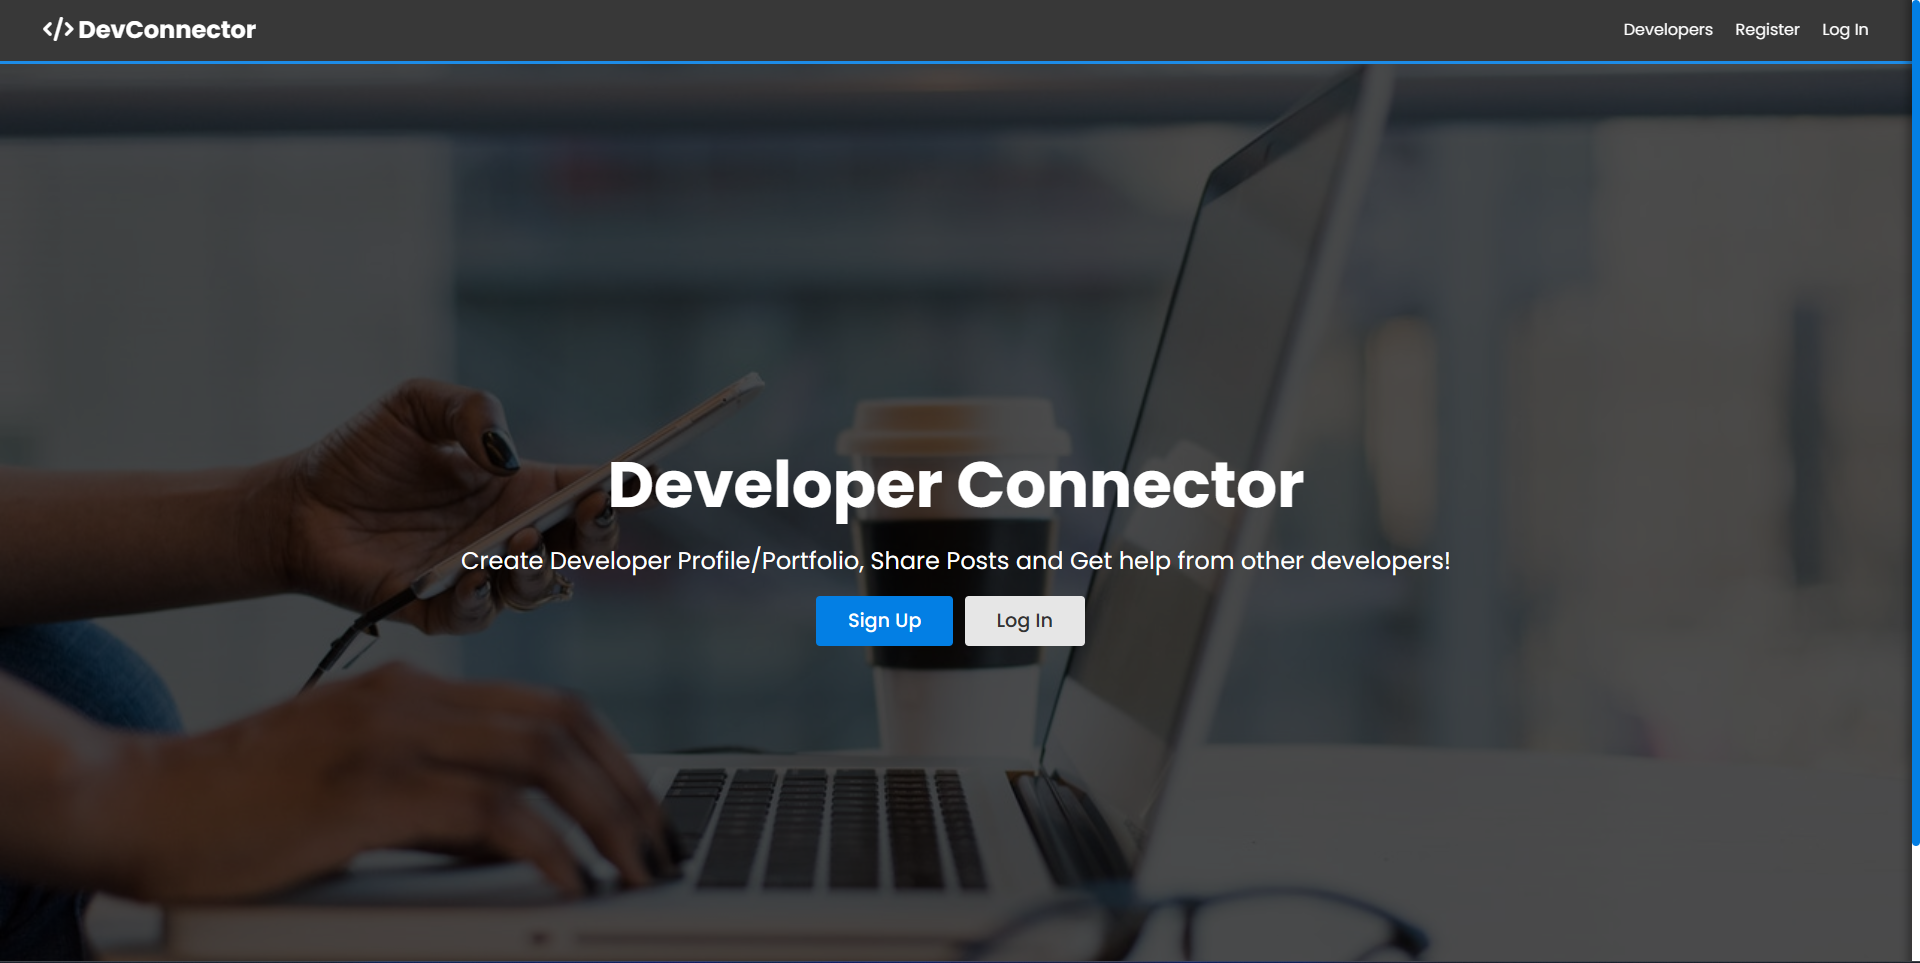 </> DevConnector
Developers Register Log In
Developer Connector
Create Developer Profile/Portfolio, Share Posts and Get help from other developers!
Sign Up Log In